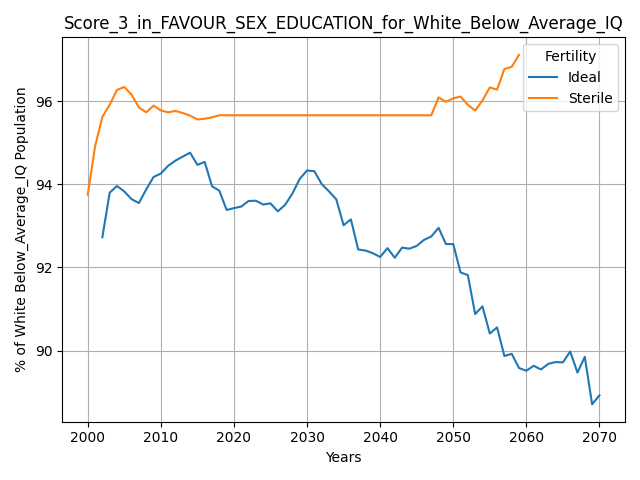 Score_3_in_FAVOUR_SEX_EDUCATION_for_White_Below_Average_IQ
Fertility
Ideal
Sterile
% of White Below_Average_IQ Population
96
94
92
90
2000 2010 2020 2030 2040 2050 2060 2070
Years